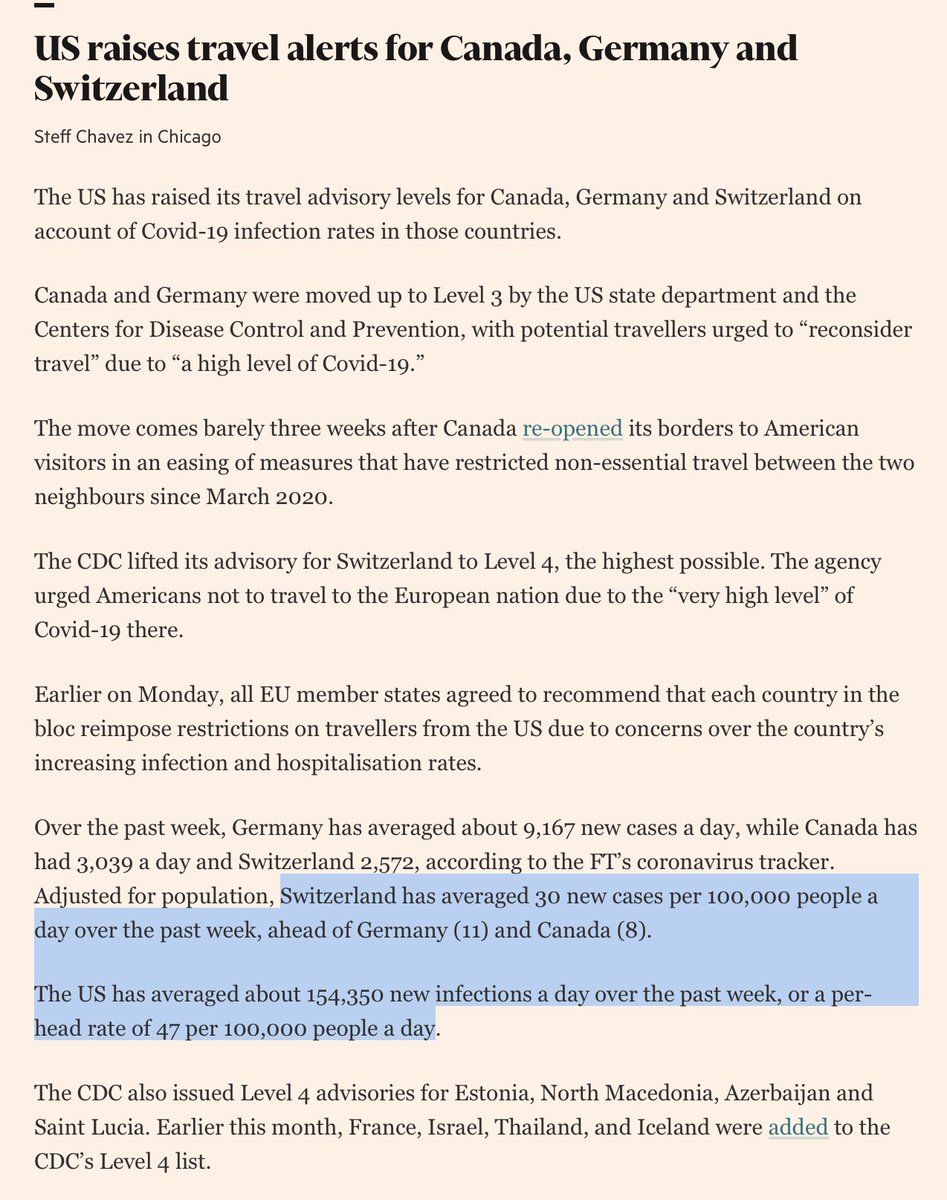 US raises travel alerts for Canada, Germany and
Switzerland
Steff Chavez in Chicago
The US has raised its travel advisory levels for Canada, Germany and Switzerland on
account of Covid-19 infection rates in those countries.
Canada and Germany were moved up to Level 3 by the US state department and the
Centers for Disease Control and Prevention, with potential travellers urged to “reconsider
travel” due to “a high level of Covid-19.”
The move comes barely three weeks after Canada re-opened its borders to American
visitors in an easing of measures that have restricted non-essential travel between the two
neighbours since March 2020.
The CDC lifted its advisory for Switzerland to Level 4, the highest possible. The agency
urged Americans not to travel to the European nation due to the “very high level” of
Covid-19 there.
Earlier on Monday, all EU member states agreed to recommend that each country in the
bloc reimpose restrictions on travellers from the US due to concerns over the country’s
increasing infection and hospitalisation rates.
Over the past week, Germany has averaged about 9,167 new cases a day, while Canada has
had 3,039 a day and Switzerland 2,572, according to the FT’s coronavirus tracker.
Adjusted for population, Switzerland has averaged 30 new cases per 100,000 people a
day over the past week, ahead of Germany (11) and Canada (8).
The US has averaged about 154,350 new infections a day over the past week, or a per-
head rate of 47 per 100,000 people a day.
The CDC also issued Level 4 advisories for Estonia, North Macedonia, Azerbaijan and
Saint Lucia. Earlier this month, France, Israel, Thailand, and Iceland were added to the
CDC’s Level 4 list.